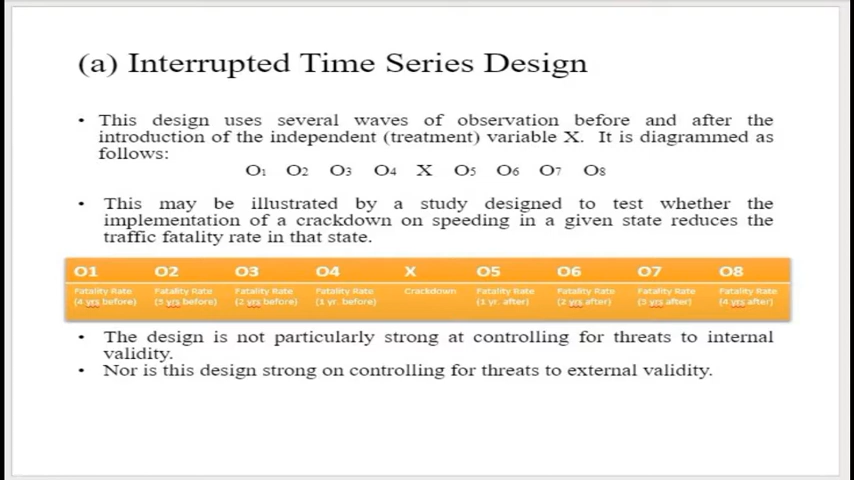 (a) Interrupted Time Series Design
• This design uses several waves of observation before and after the
introduction of the independent (treatment) variable X. It is diagrammed as
follows:
O1 O2 O3 O4 X O5 O6 O7 O8
• This may be illustrated by a study designed to test whether the
implementation of a crackdown on speeding in a given state reduces the
traffic fatality rate in that state.
O1 O2 O3 O4 X O5 O6 O7 O8
Fatality Rate Fatality Rate Fatality Rate Fatality Rate Crackdown Fatality Rate Fatality Rate Fatality Rate Fatality Rate
(4 yrs before) (3 yrs before) (2 yrs before) (1 yr. before) (1 yr. after) (2 yrs after) (3 yrs after) (4 yrs after)
• The design is not particularly strong at controlling for threats to internal
validity.
• Nor is this design strong on controlling for threats to external validity.